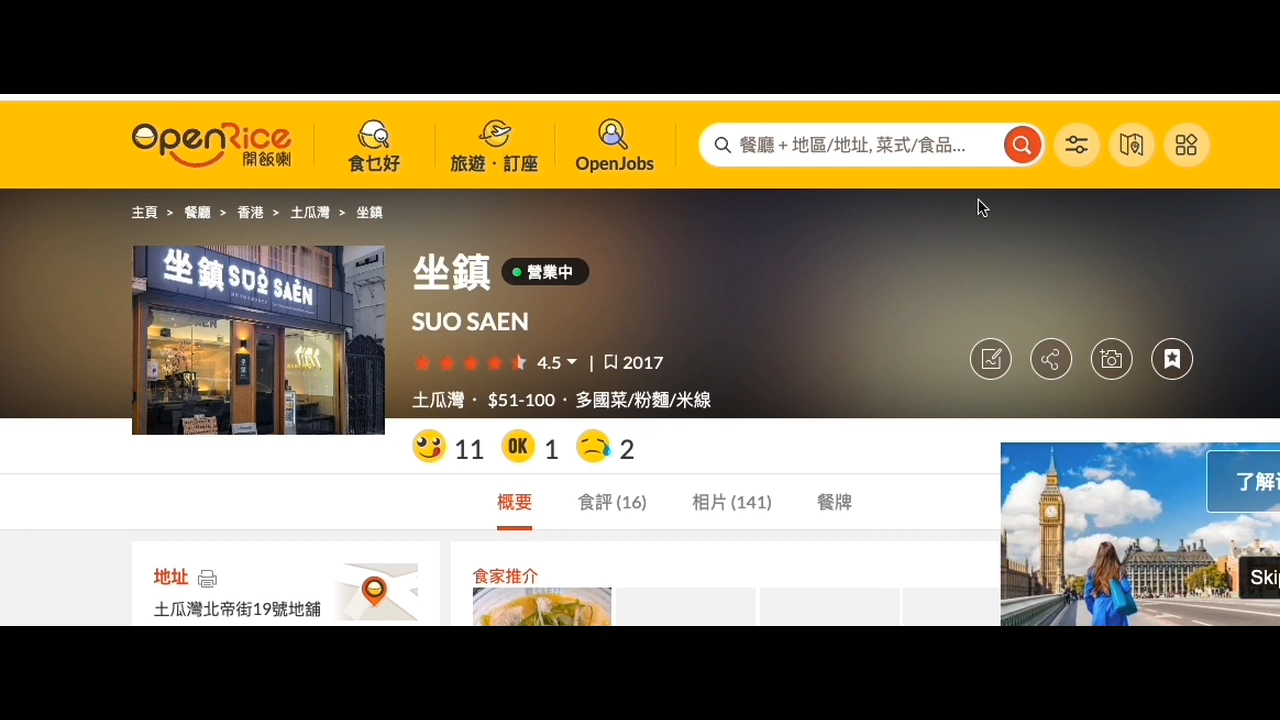 OpenRice
開飯喇
食乜好
旅遊・訂座
OpenJobs
餐廳 + 地區/地址, 菜式/食品...
主頁 > 餐廳 > 香港 > 土瓜灣 > 坐鎮
坐鎮 SUO SAEN
坐鎮 營業中
SUO SAEN
4.5 | 2017
土瓜灣・ $51-100・ 多國菜/粉麵/米線
11 OK 1 2
概要 食評 (16) 相片 (141) 餐牌
地址
土瓜灣北帝街19號地舖
食家推介
了解
Ski